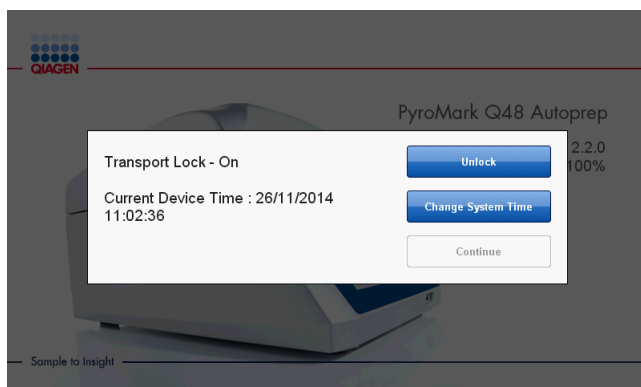 QIAGEN
PyroMark Q48 Autoprep
2.2.0
100%
Transport Lock - On
Unlock
Current Device Time : 26/11/2014
11:02:36
Change System Time
Continue
Sample to Insight